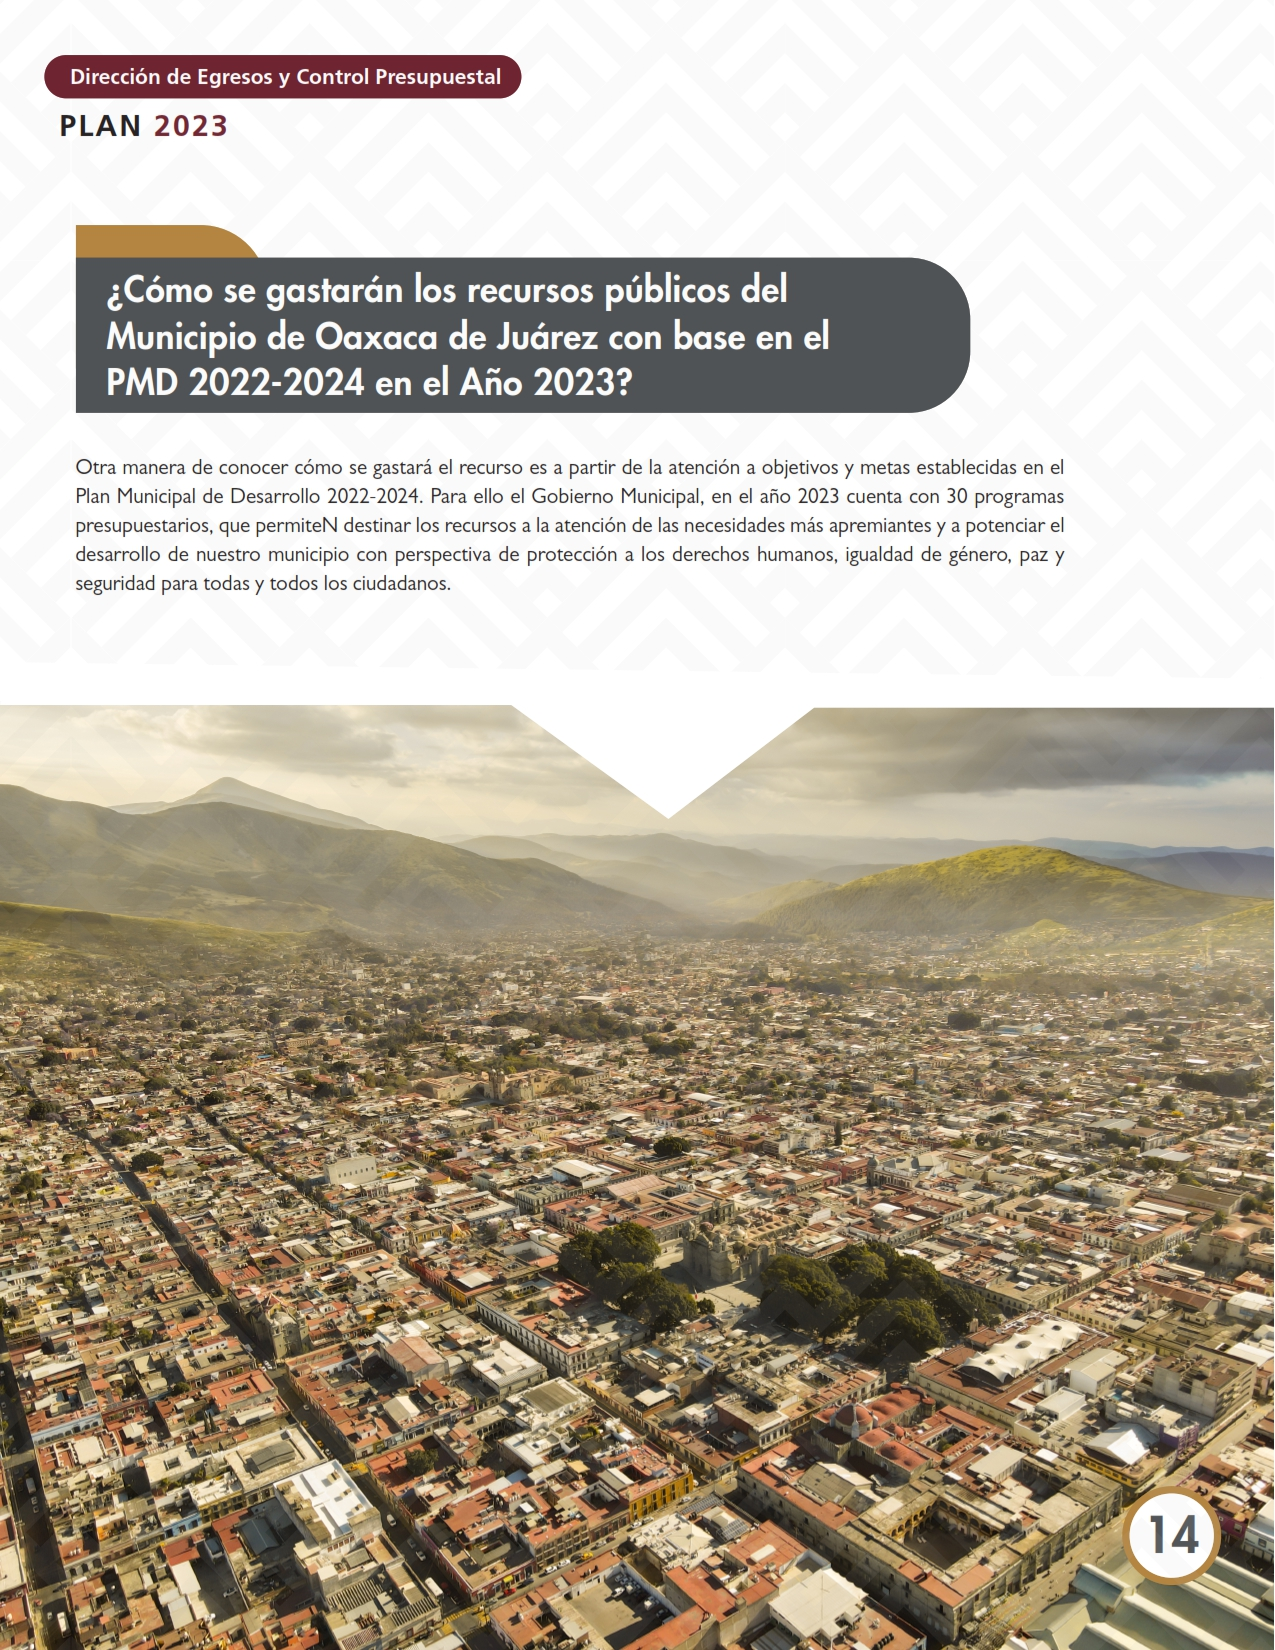 Dirección de Egresos y Control Presupuestal
PLAN 2023
¿Cómo se gastarán los recursos públicos del
Municipio de Oaxaca de Juárez con base en el
PMD 2022-2024 en el Año 2023?
Otra manera de conocer cómo se gastará el recurso es a partir de la atención a objetivos y metas establecidas en el
Plan Municipal de Desarrollo 2022-2024. Para ello el Gobierno Municipal, en el año 2023 cuenta con 30 programas
presupuestarios, que permiteN destinar los recursos a la atención de las necesidades más apremiantes y a potenciar el
desarrollo de nuestro municipio con perspectiva de protección a los derechos humanos, igualdad de género, paz y
seguridad para todas y todos los ciudadanos.
14